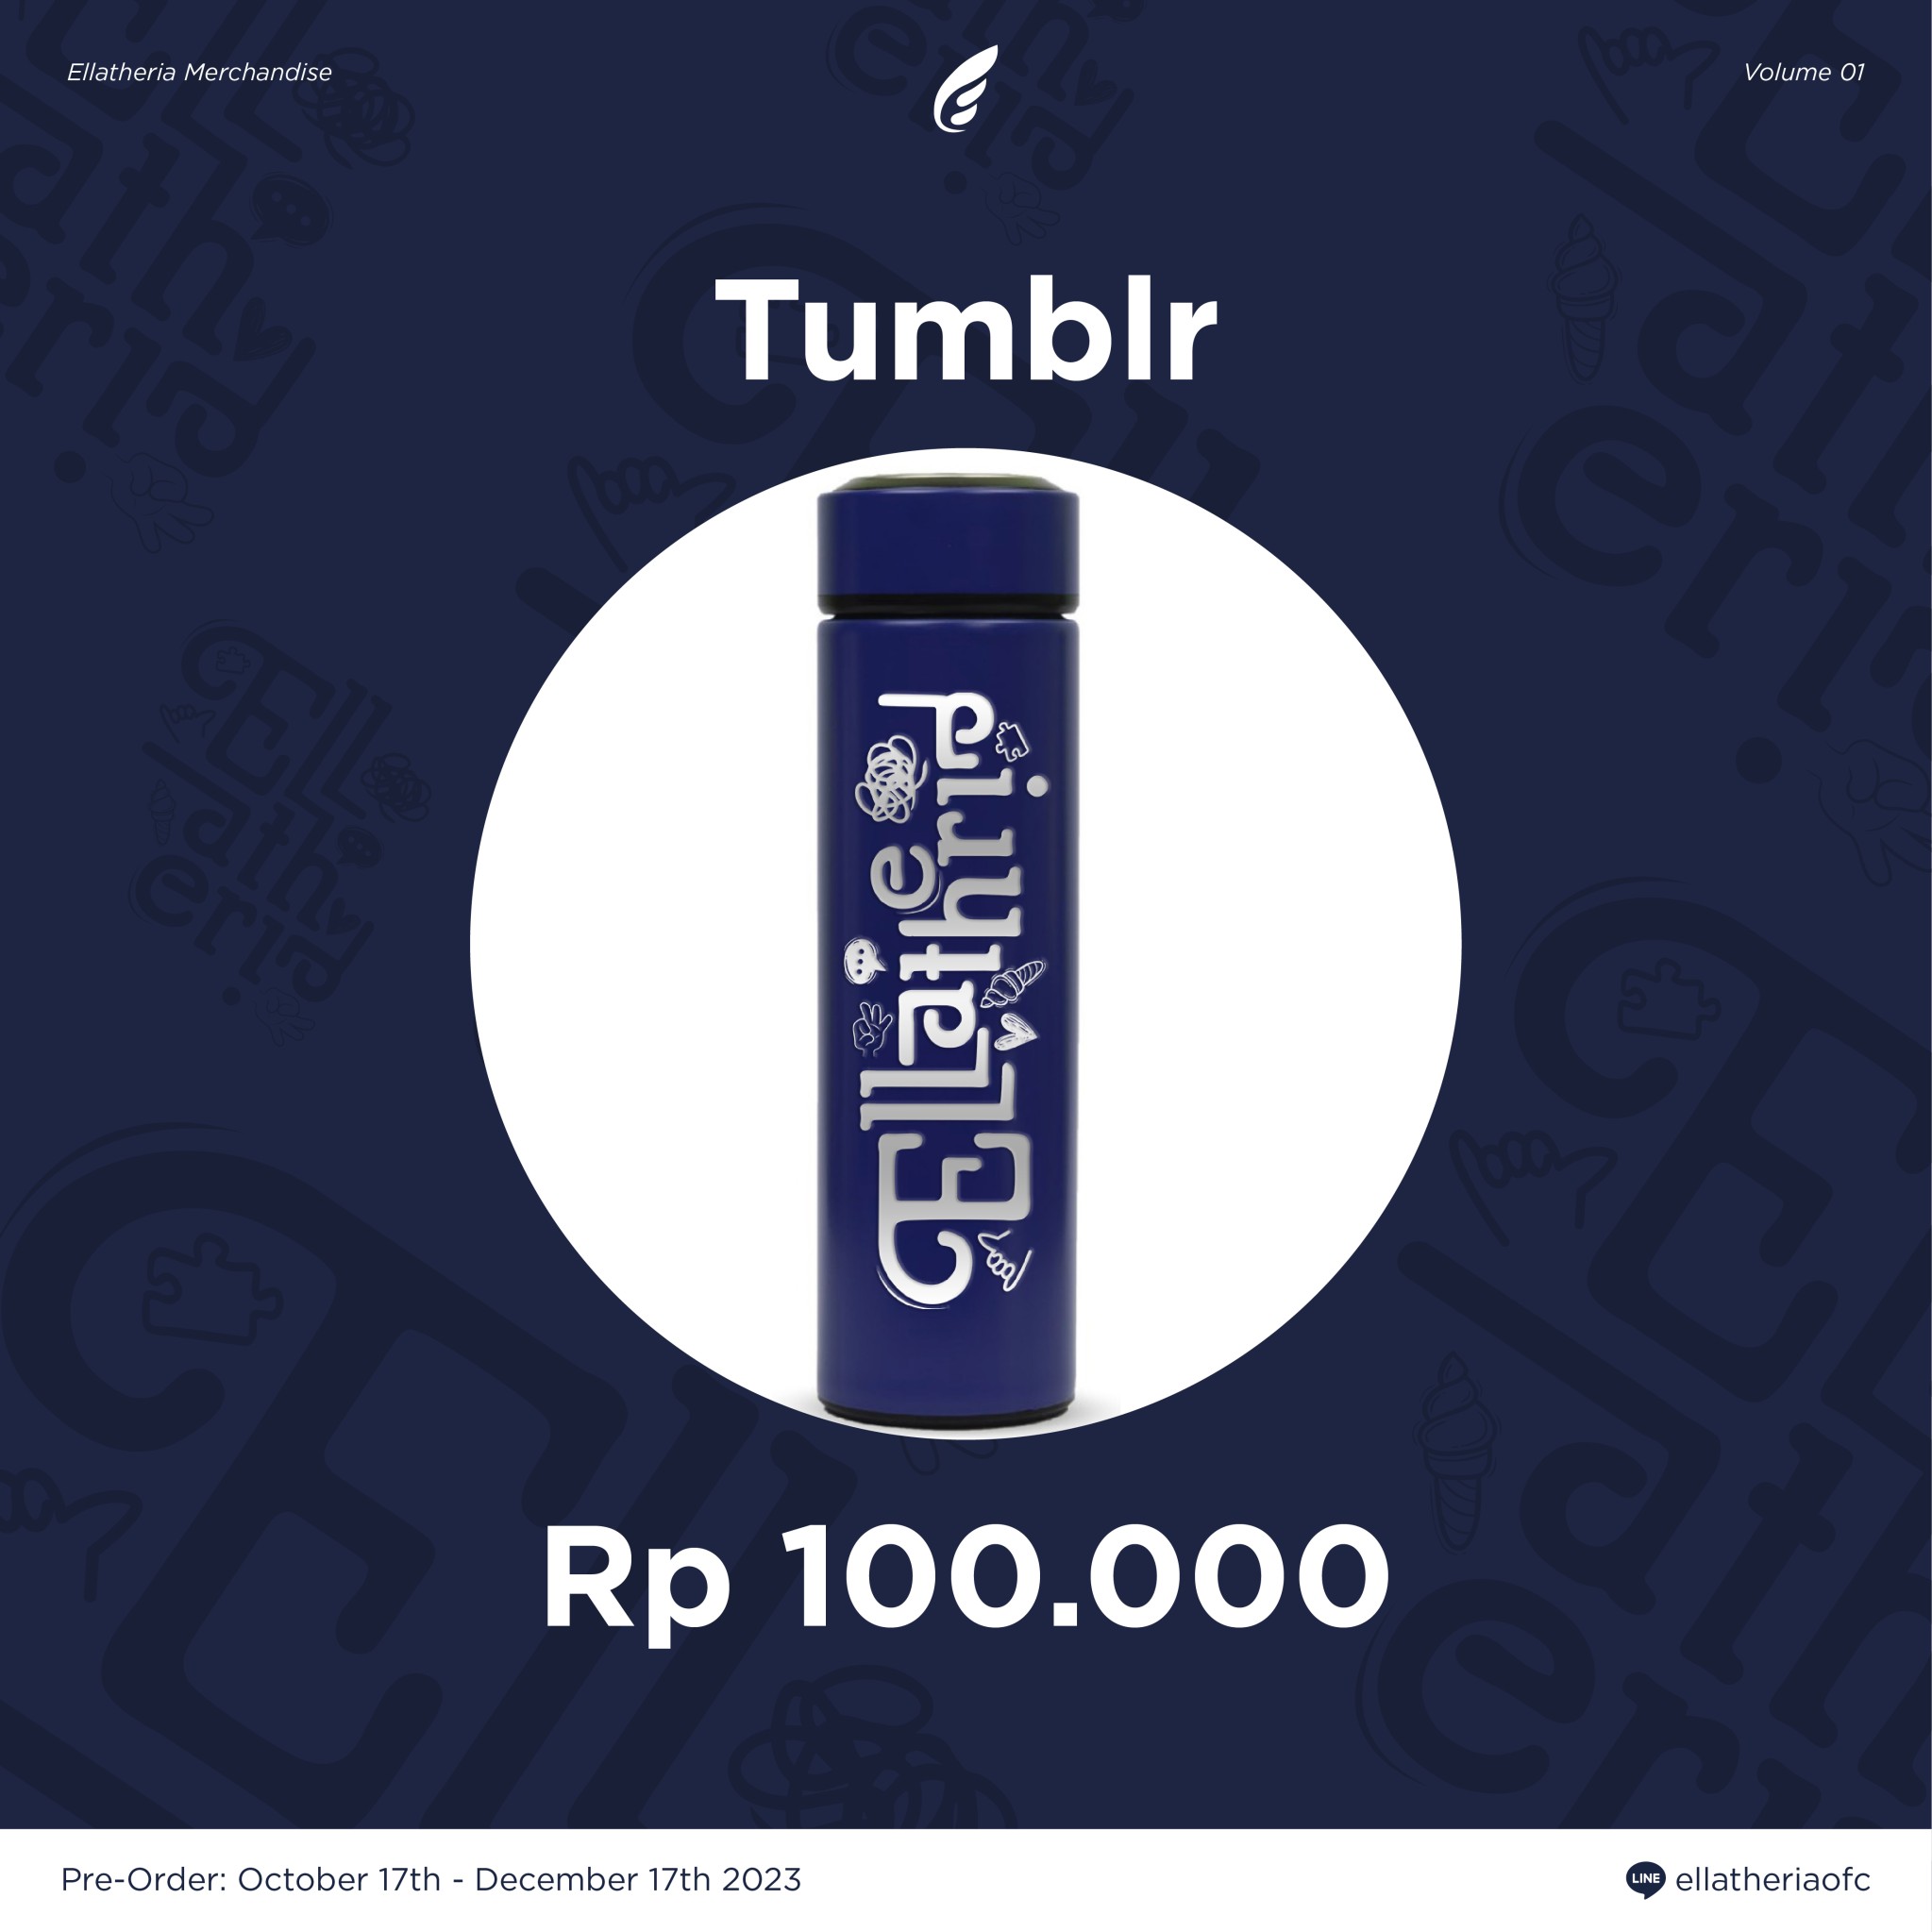 Ellatheria Merchandise
Volume 01
Tumblr
Ellatheria
Rp 100.000
Pre-Order: October 17th - December 17th 2023
LINE ellatheriaofc